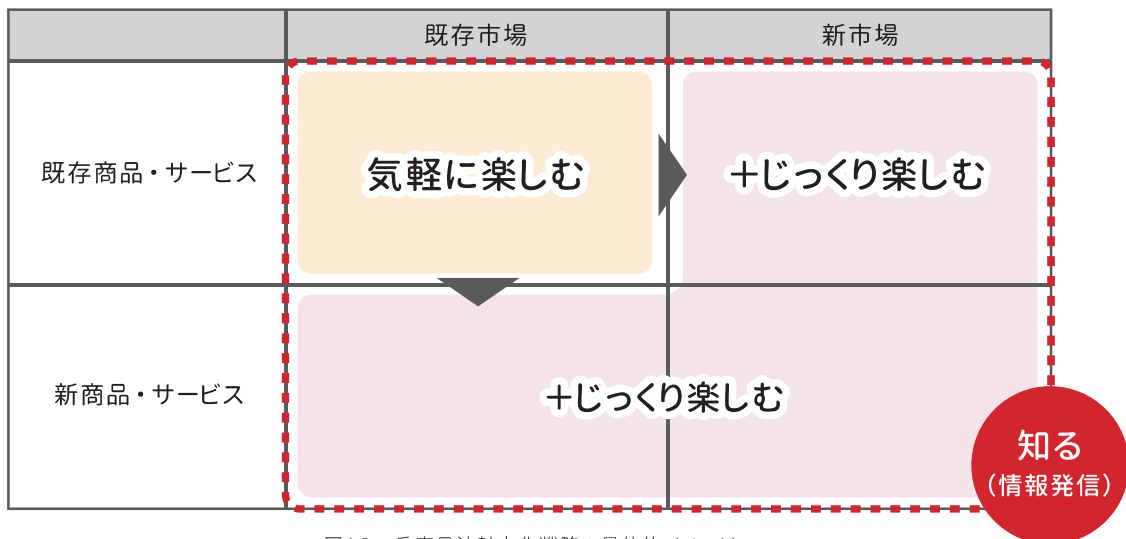 既存市場
新市場
既存商品・サービス
気軽に楽しむ
+じっくり楽しむ
新商品・サービス
+じっくり楽しむ
知る
(情報発信)